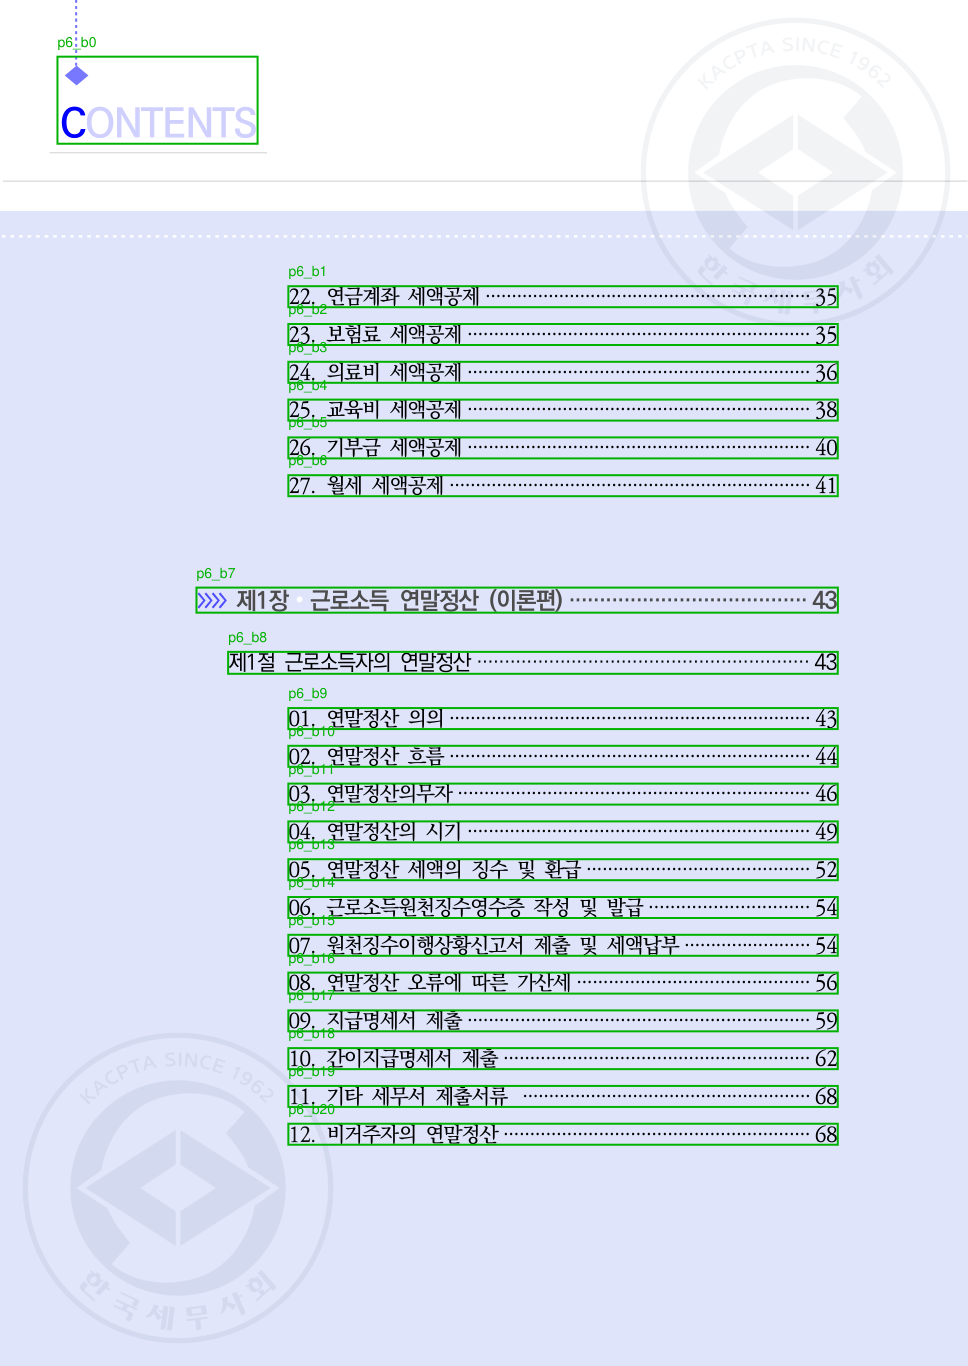 KACPTA SINCE 1962
한국세무사회
p6_b0
CONTENTS
p6_b1
22. 연금계좌 세액공제 35
p6_b2
23. 보험료 세액공제 35
p6_b3
24. 의료비 세액공제 36
p6_b4
25. 교육비 세액공제 38
p6_b5
26. 기부금 세액공제 40
p6_b6
27. 월세 세액공제 41
p6_b7
제1장 · 근로소득 연말정산 (이론편) 43
p6_b8
제1절 근로소득자의 연말정산 43
p6_b9
01. 연말정산 의의 43
p6_b10
02. 연말정산 흐름 44
p6_b11
03. 연말정산의무자 46
p6_b12
04. 연말정산의 시기 49
p6_b13
05. 연말정산 세액의 징수 및 환급 52
p6_b14
06. 근로소득원천징수영수증 작성 및 발급 54
p6_b15
07. 원천징수이행상황신고서 제출 및 세액납부 54
p6_b16
08. 연말정산 오류에 따른 가산세 56
p6_b17
09. 지급명세서 제출 59
p6_b18
10. 간이지급명세서 제출 62
p6_b19
11. 기타 세무서 제출서류 68
p6_b20
12. 비거주자의 연말정산 68
KACPTA SINCE 1962
한국세무사회